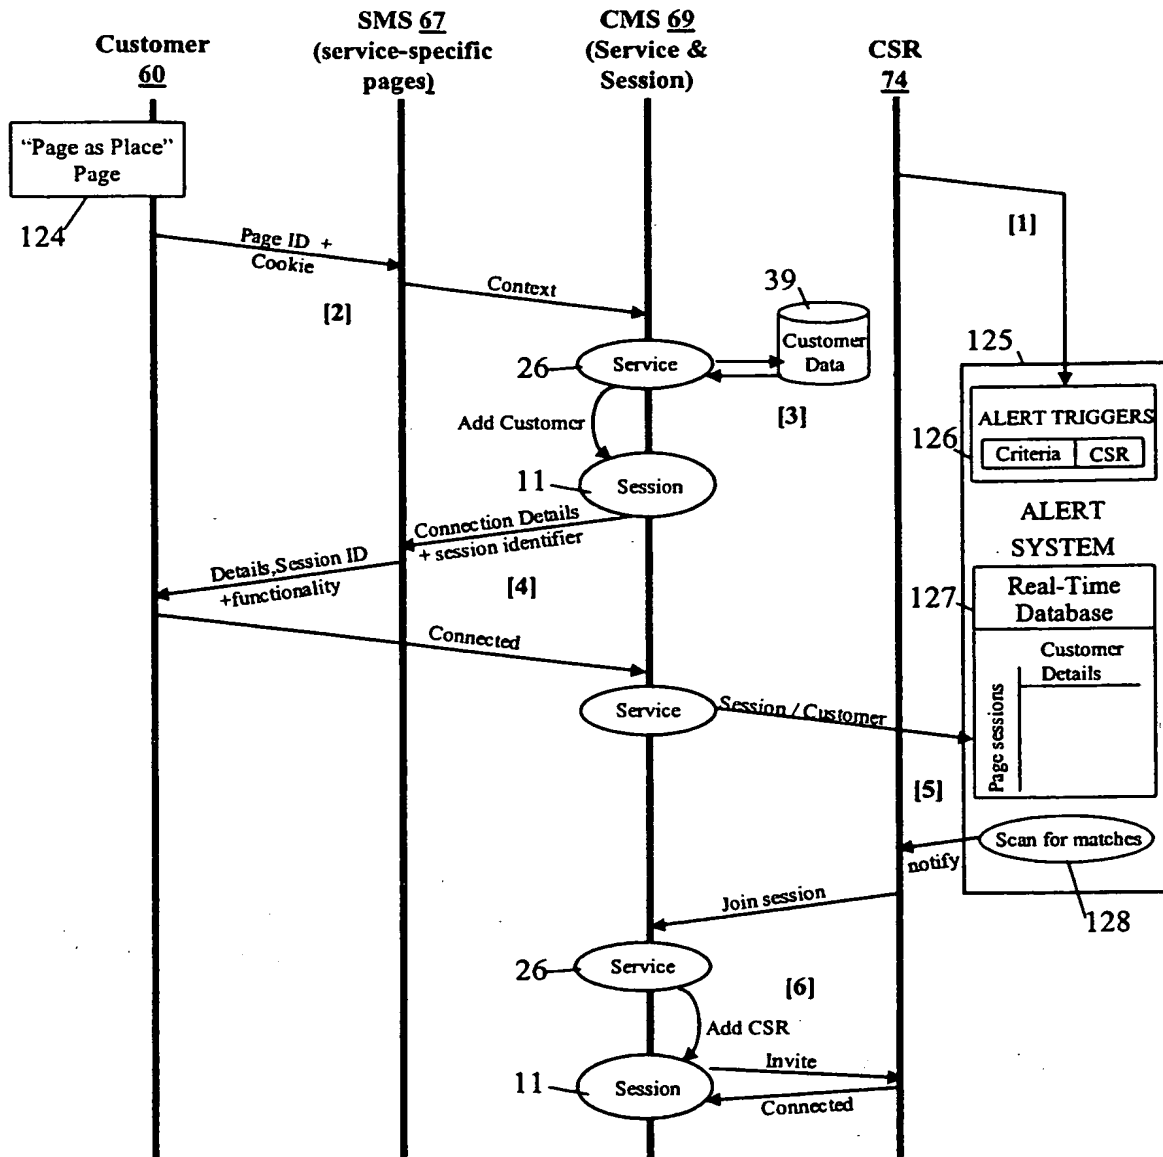 Customer
60
SMS 67
(service-specific
pages)
CMS 69
(Service &
Session)
CSR
74
"Page as Place"
Page
124
[1]
Page ID +
Cookie
[2]
Context
39
Customer
Data
26
Service
[3]
125
ALERT TRIGGERS
126
Criteria
CSR
Add Customer
11
Session
ALERT
SYSTEM
Connection Details
+ session identifier
Details,Session ID
+functionality
[4]
127
Real-Time
Database
Connected
Customer
Details
Page sessions
Service
Session / Customer
[5]
Scan for matches
notify
128
Join session
26
Service
[6]
Add CSR
Invite
11
Session
Connected